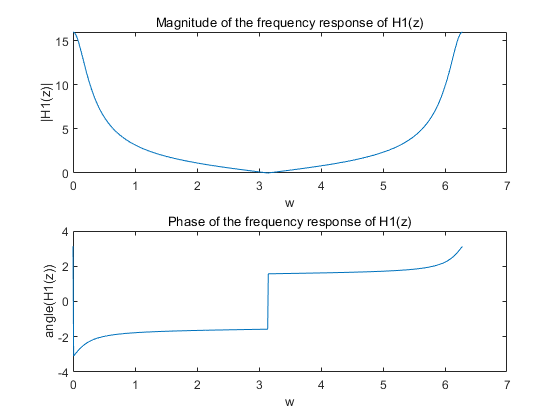 Magnitude of the frequency response of H1(z)
15
10
5
0
|H1(z)|
0 1 2 3 4 5 6 7
w
Phase of the frequency response of H1(z)
4
2
0
-2
-4
angle(H1(z))
0 1 2 3 4 5 6 7
w